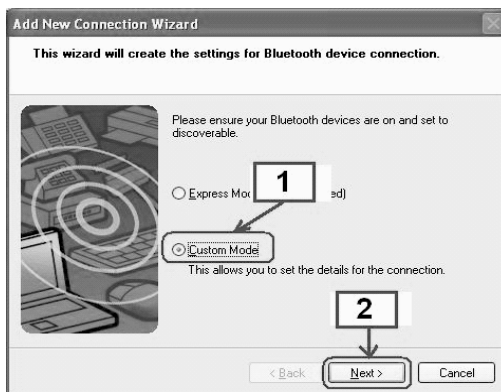 Add New Connection Wizard
This wizard will create the settings for Bluetooth device connection.
Please ensure your Bluetooth devices are on and set to
discoverable.
1
Express ed)
Custom Mode
This allows you to set the details for the connection.
2
< Back Next > Cancel